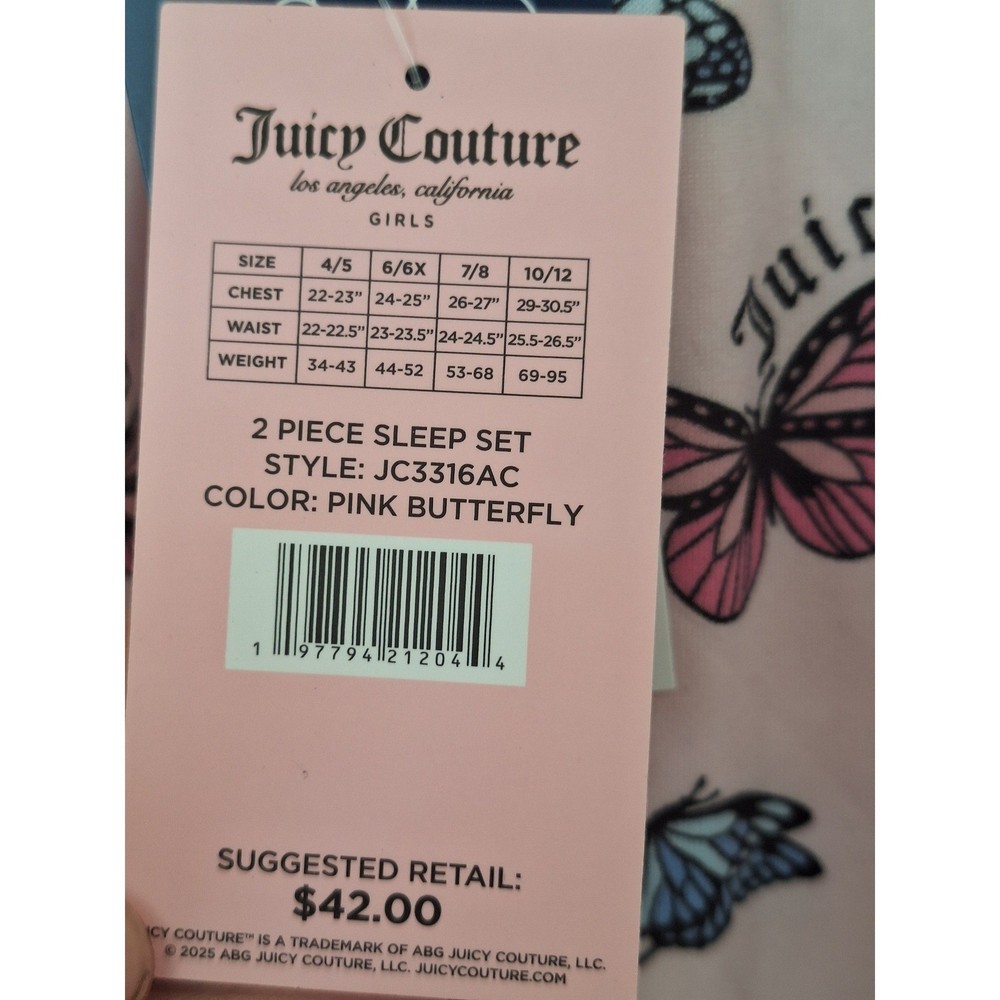 Juicy Couture
los angeles, california
GIRLS
SIZE 4/5 6/6X 7/8 10/12
CHEST 22-23” 24-25” 26-27” 29-30.5”
WAIST 22-22.5” 23-23.5” 24-24.5” 25.5-26.5”
WEIGHT 34-43 44-52 53-68 69-95
2 PIECE SLEEP SET
STYLE: JC3316AC
COLOR: PINK BUTTERFLY
1 97794 21204 4
SUGGESTED RETAIL:
$42.00
ICY COUTURE™ IS A TRADEMARK OF ABG JUICY COUTURE, LLC.
© 2025 ABG JUICY COUTURE, LLC. JUICYCOUTURE.COM
Juic